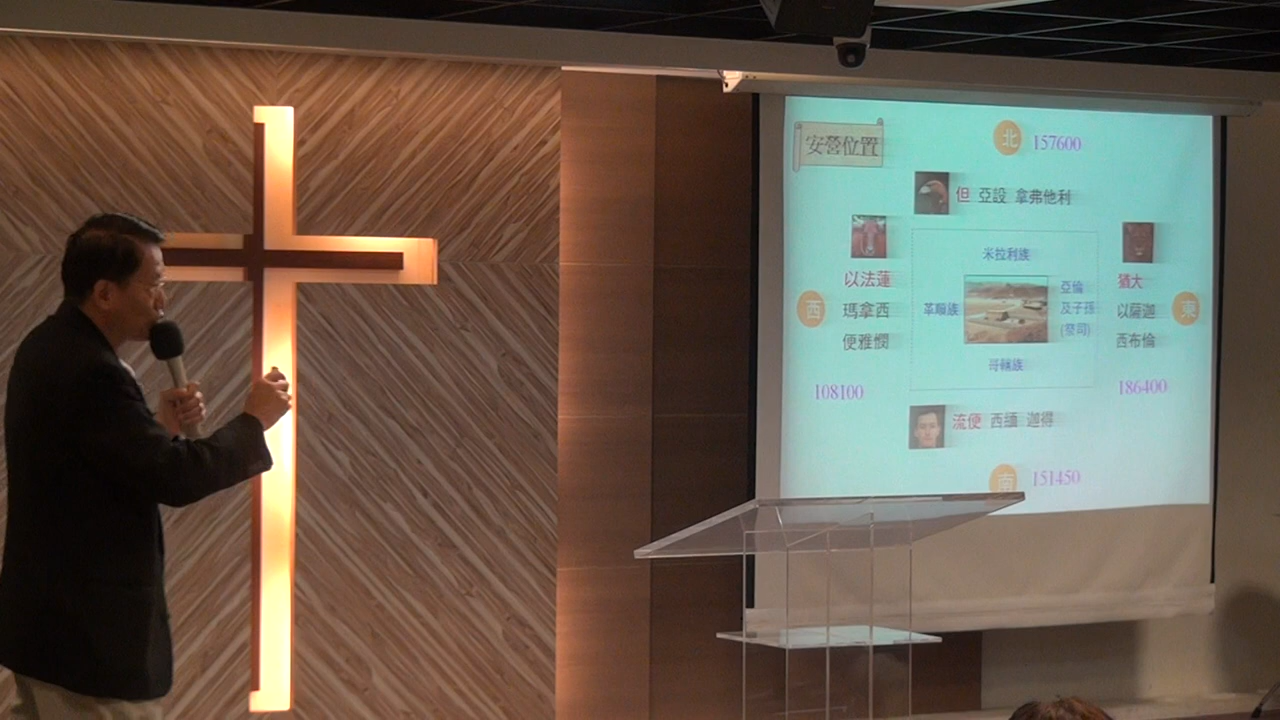 安營位置
北 157600
但 亞設 拿弗他利
以法蓮
瑪拿西
便雅憫
西
108100
米拉利族
革順族
亞倫
及子孫
(祭司)
哥轄族
猶大
以薩迦
西布倫
東
186400
流便 西緬 迦得
南 151450